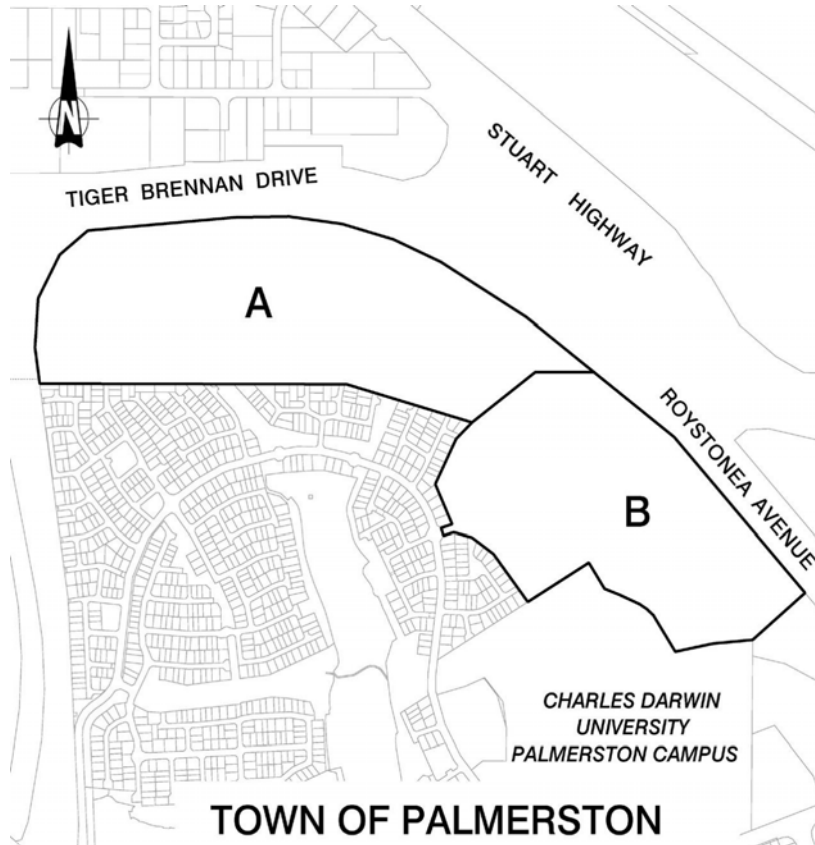 N
STUART HIGHWAY
TIGER BRENNAN DRIVE
A
ROYSTONEA AVENUE
B
CHARLES DARWIN
UNIVERSITY
PALMERSTON CAMPUS
TOWN OF PALMERSTON